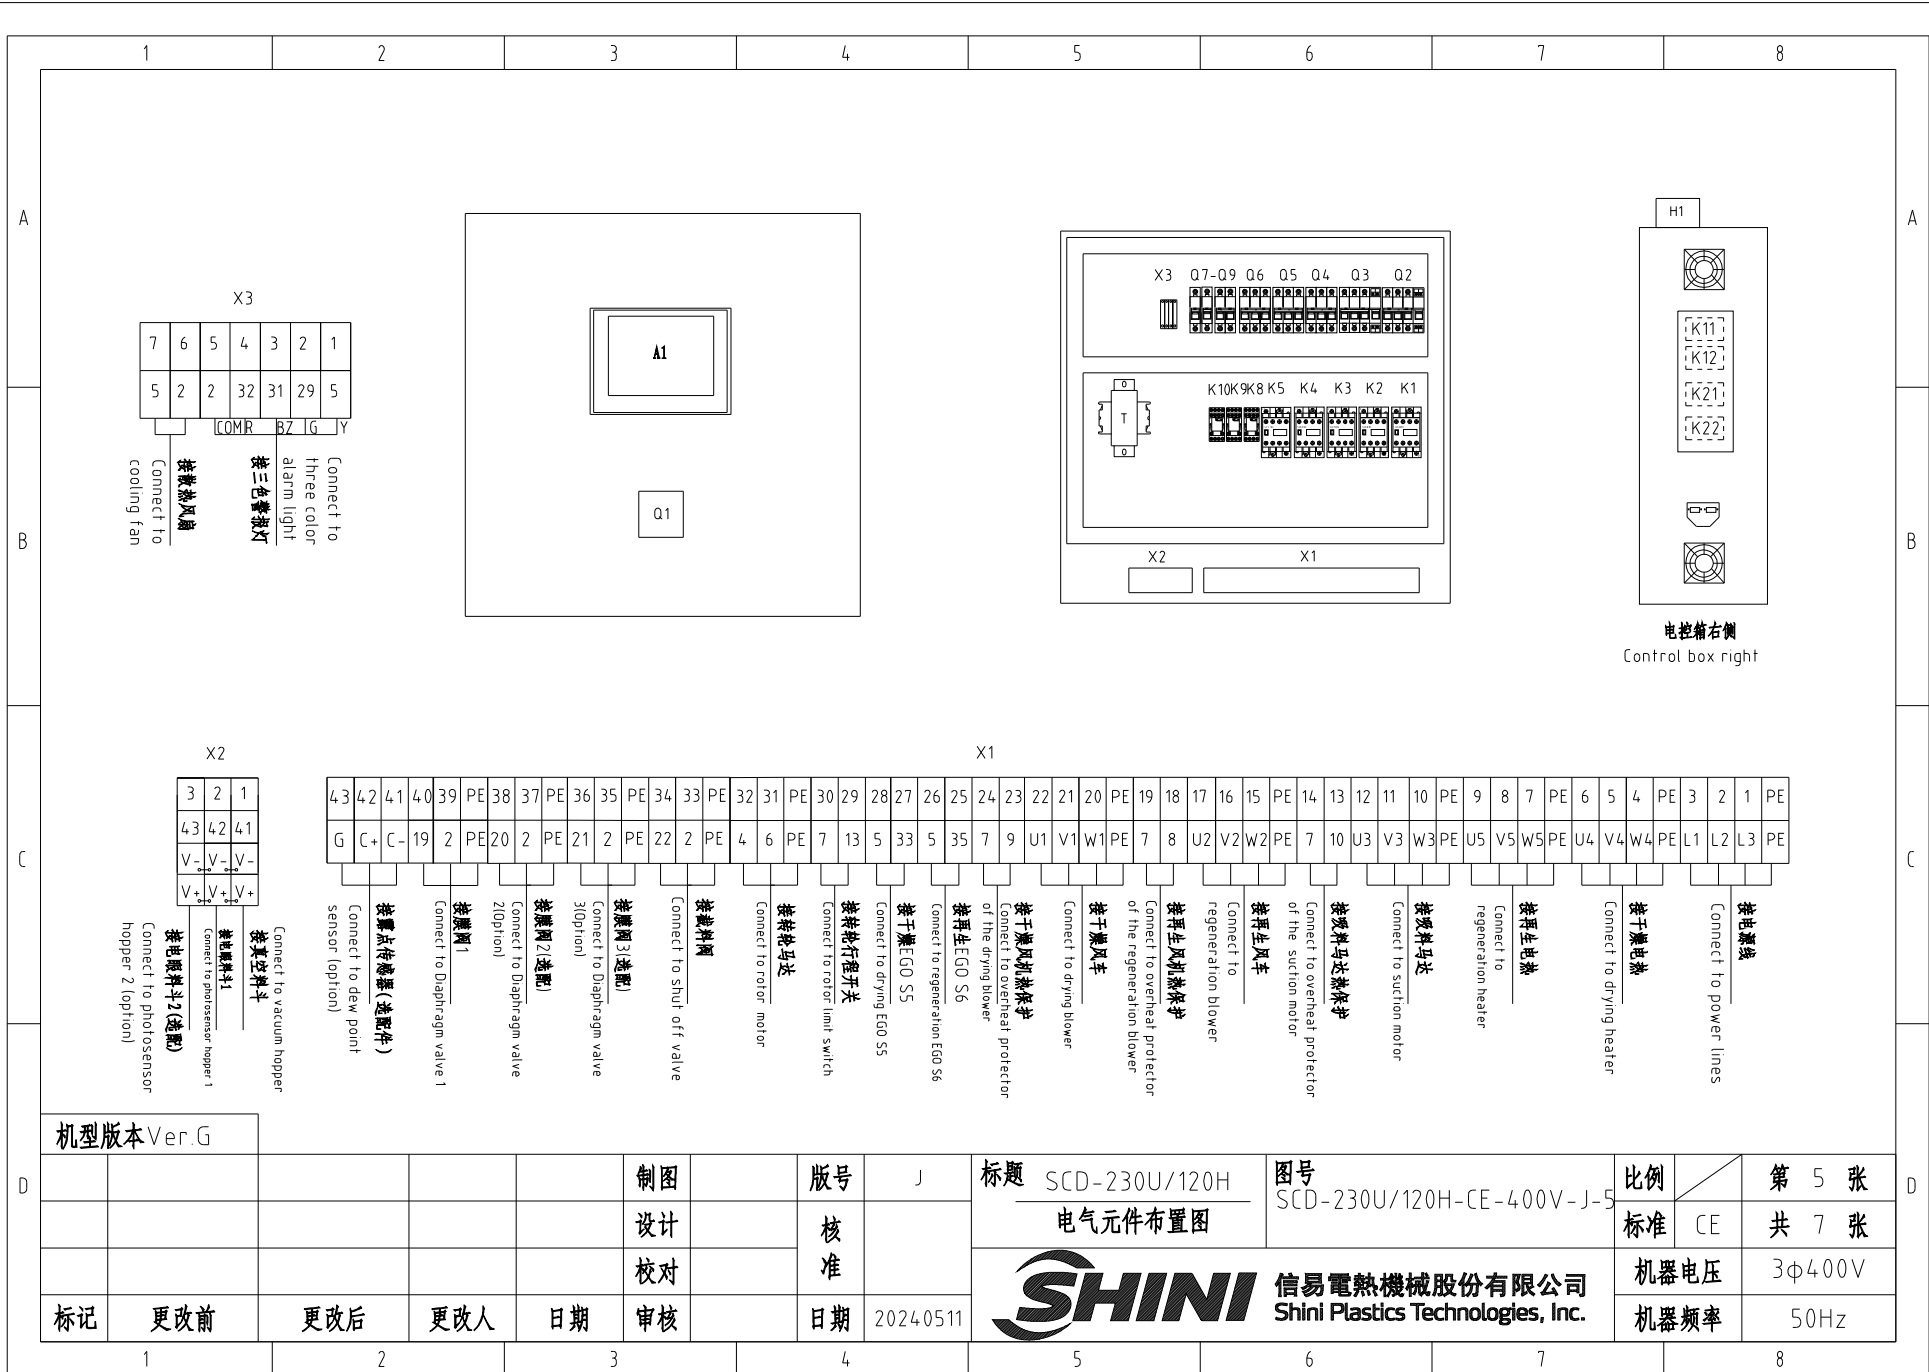 1 2 3 4 5 6 7 8
A
A
H1
X3 Q7-Q9 Q6 Q5 Q4 Q3 Q2
X3
K11
K12
K21
K22
7 6 5 4 3 2 1
5 2 2 32 31 29 5
COM R BZ G Y
A1
K10 K9 K8 K5 K4 K3 K2 K1
T
接散热风扇
Connect to
cooling fan
接三色警报灯
Connect to
three color
alarm light
Q1
B
B
X2 X1
电控箱右侧
Control box right
X2
X1
3 2 1
43 42 41
V- V- V-
V+ V+ V+
43 42 41 40 39 PE 38 37 PE 36 35 PE 34 33 PE 32 31 PE 30 29 28 27 26 25 24 23 22 21 20 PE 19 18 17 16 15 PE 14 13 12 11 10 PE 9 8 7 PE 6 5 4 PE 3 2 1 PE
G C+ C- 19 2 PE 20 2 PE 21 2 PE 22 2 PE 4 6 PE 7 13 5 33 5 35 7 9 U1 V1 W1 PE 7 8 U2 V2 W2 PE 7 10 U3 V3 W3 PE U5 V5 W5 PE U4 V4 W4 PE L1 L2 L3 PE
C
C
接真空料斗
Connect to vacuum hopper
接电眼料斗1
Connect to photosensor hopper 1
接电眼料斗2(选配)
Connect to photosensor
hopper 2 (option)
接露点传感器(选配件)
Connect to dew point
sensor (option)
接膜阀1
Connect to Diaphragm valve 1
接膜阀2(选配)
Connect to Diaphragm valve
2(Option)
接膜阀3(选配)
Connect to Diaphragm valve
3(Option)
接截料阀
Connect to shut off valve
接转轮马达
Connect to rotor motor
接转轮行程开关
Connect to rotor limit switch
接干燥EGO S5
Connect to drying EGO S5
接再生EGO S6
Connect to regeneration EGO S6
接干燥风机热保护
Connect to overheat protector
of the drying blower
接干燥风车
Connect to drying blower
接再生风机热保护
Connect to overheat protector
of the regeneration blower
接再生风车
Connect to
regeneration blower
接吸料马达热保护
Connect to overheat protector
of the suction motor
接吸料马达
Connect to suction motor
接再生电热
Connect to
regeneration heater
接干燥电热
Connect to drying heater
接电源线
Connect to power lines
机型版本Ver.G
D
D
制图 版号 J 标题 SCD-230U/120H 图号 SCD-230U/120H-CE-400V-J-5 比例 第 5 张
设计 核准 电气元件布置图 标准 CE 共 7 张
校对 机器电压 3φ400V
标记 更改前 更改后 更改人 日期 审核 日期 20240511 机器频率 50Hz
SHINI 信易電熱機械股份有限公司
Shini Plastics Technologies, Inc.
1 2 3 4 5 6 7 8